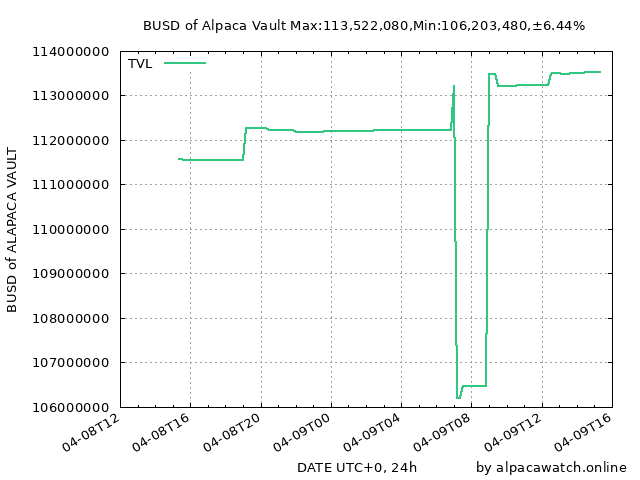 BUSD of Alpaca Vault Max:113,522,080,Min:106,203,480,±6.44%
TVL
114000000
113000000
112000000
111000000
110000000
109000000
108000000
107000000
106000000
BUSD of ALAPACA VAULT
04-08T12
04-08T16
04-08T20
04-09T00
04-09T04
04-09T08
04-09T12
04-09T16
DATE UTC+0, 24h
by alpacawatch.online